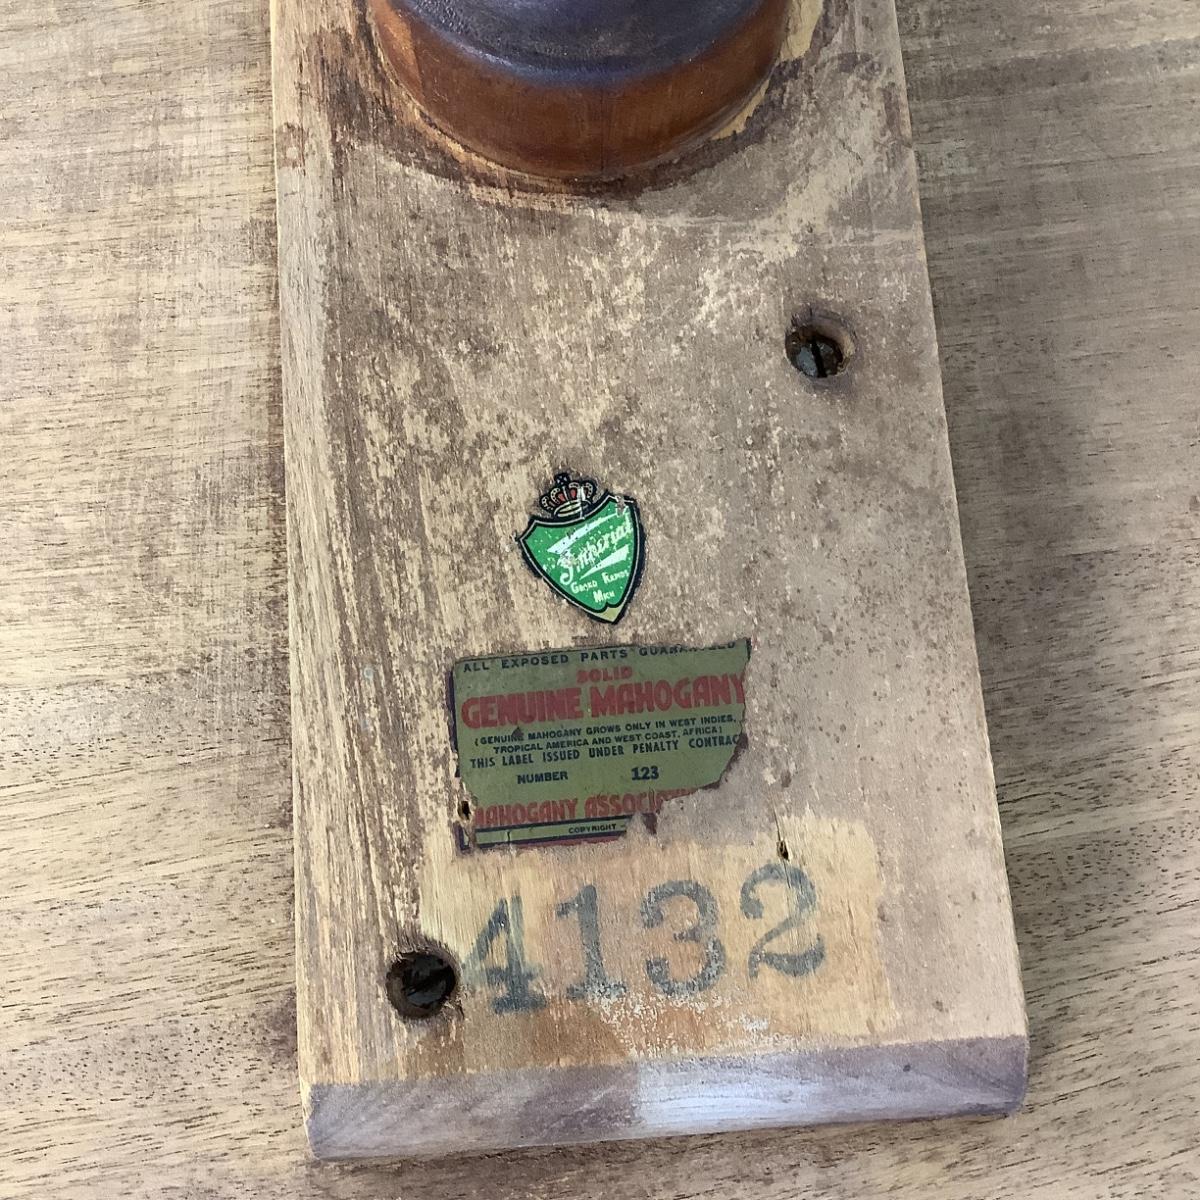 Imperial
GRAND RAPIDS
MICH
ALL EXPOSED PARTS GUARANTEED
SOLID
GENUINE MAHOGANY
(GENUINE MAHOGANY GROWS ONLY IN WEST INDIES,
TROPICAL AMERICA AND WEST COAST, AFRICA)
THIS LABEL ISSUED UNDER PENALTY CONTRAC
NUMBER 123
MAHOGANY ASSOCIAT
COPYRIGHT
4132